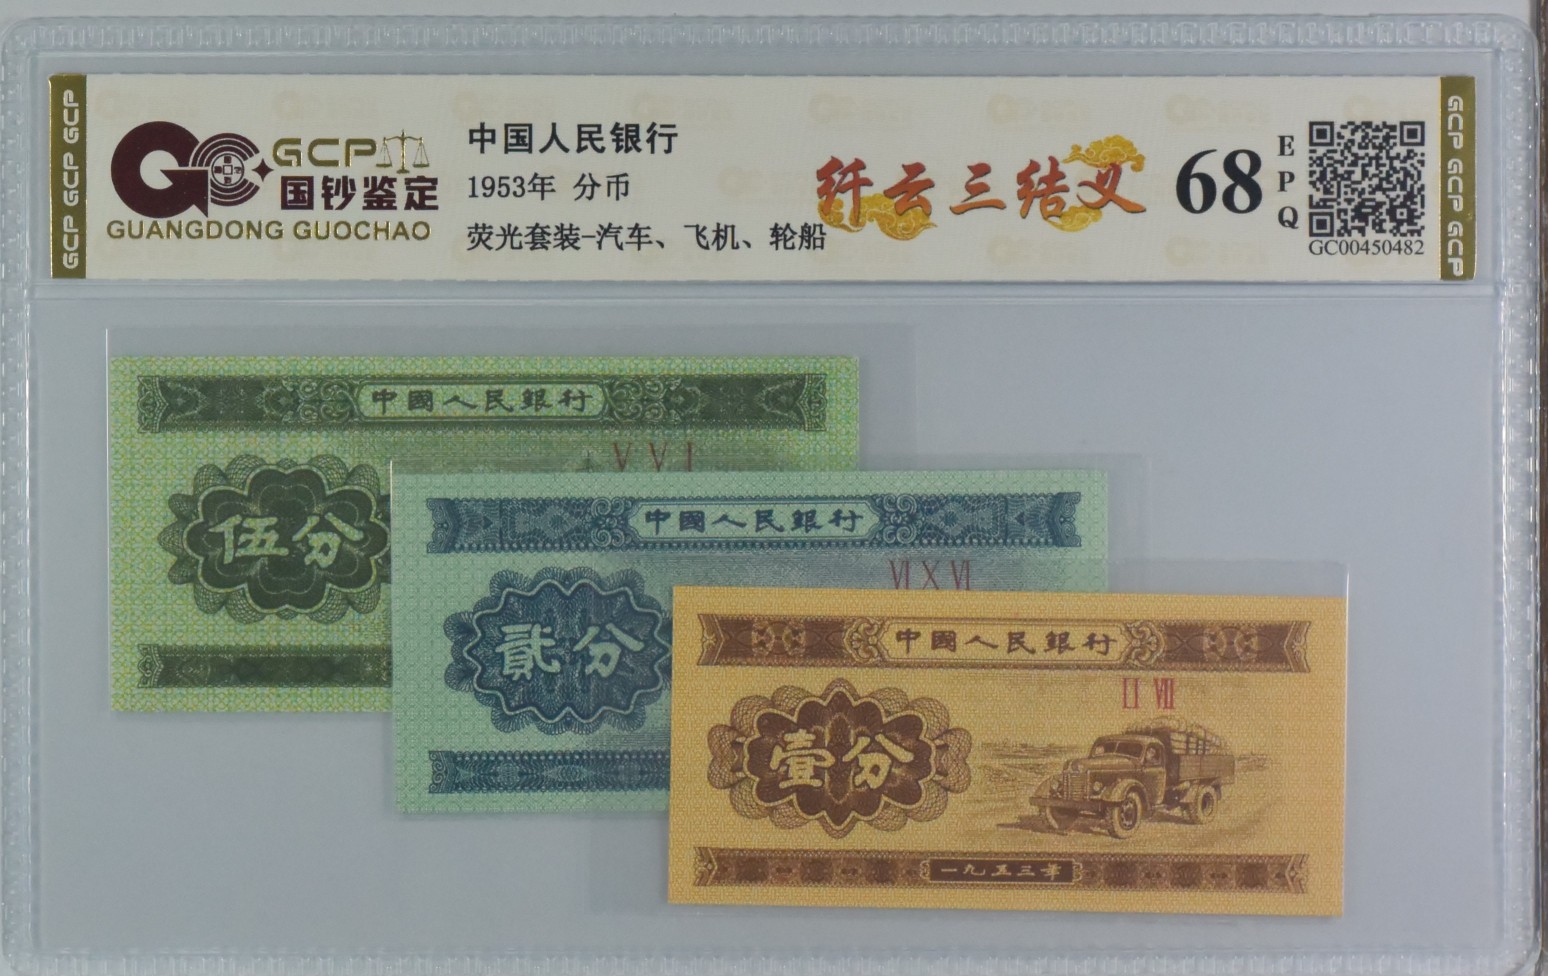 GCP GCP GCP
GCP
国钞鉴定
GUANGDONG GUOCHAO
中国人民银行
1953年 分币
荧光套装-汽车、飞机、轮船
纤云三结义
68
EPQ
GC00450482
GCP GCP GCP
中國人民銀行
V V I
伍分
中國人民銀行
VI X VI
貳分
中國人民銀行
II VII
壹分
一九五三年